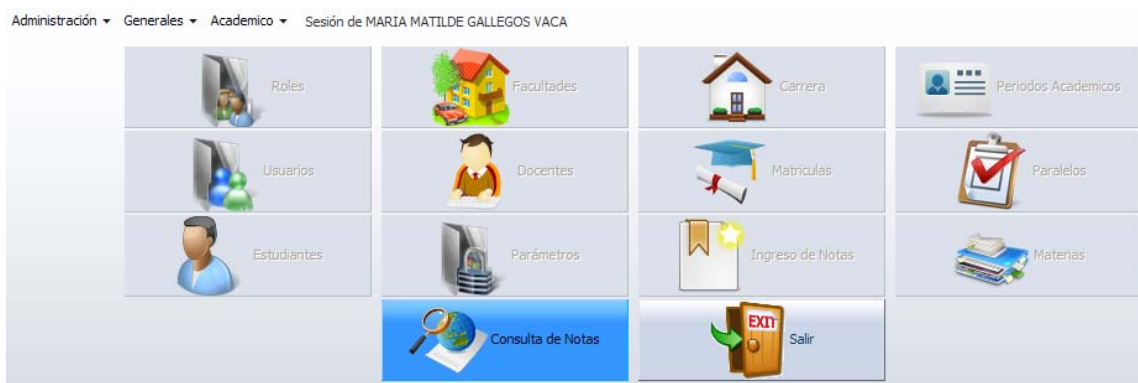 Administración Generales Academico Sesión de MARIA MATILDE GALLEGOS VACA
Roles Facultades Carrera Periodos Academicos
Usuarios Docentes Matriculas Paralelos
Estudiantes Parámetros Ingreso de Notas Materias
Consulta de Notas EXIT Salir